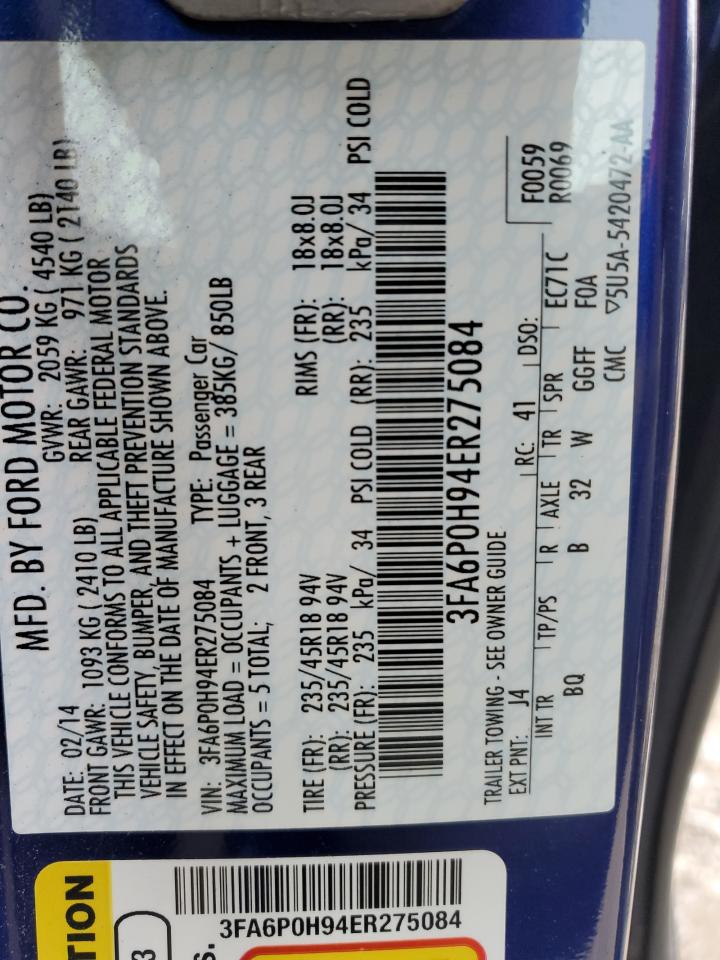 MFD. BY FORD MOTOR CO.
DATE: 02/14 GVWR: 2059 KG ( 4540 LB)
FRONT GAWR: 1093 KG ( 2410 LB) REAR GAWR: 971 KG ( 2140 LB)
THIS VEHICLE CONFORMS TO ALL APPLICABLE FEDERAL MOTOR
VEHICLE SAFETY, BUMPER, AND THEFT PREVENTION STANDARDS
IN EFFECT ON THE DATE OF MANUFACTURE SHOWN ABOVE.
VIN: 3FA6P0H94ER275084 TYPE: Passenger Car
MAXIMUM LOAD = OCCUPANTS + LUGGAGE = 385KG/ 850LB
OCCUPANTS = 5 TOTAL; 2 FRONT, 3 REAR
TIRE (FR): 235/45R18 94V RIMS (FR): 18x8.0J
(RR): 235/45R18 94V (RR): 18x8.0J
PRESSURE (FR): 235 kPa/ 34 PSI COLD (RR): 235 kPa/ 34 PSI COLD
3FA6P0H94ER275084
TRAILER TOWING - SEE OWNER GUIDE
F0059
R0069
EXT PNT: J4 RC: 41 DSO:
INT TR TP/PS R AXLE TR SPR EC71C
BQ B 32 W GGFF F0A
CMC ▽5U5A-5420472-AA
TION
3
S.
3FA6P0H94ER275084